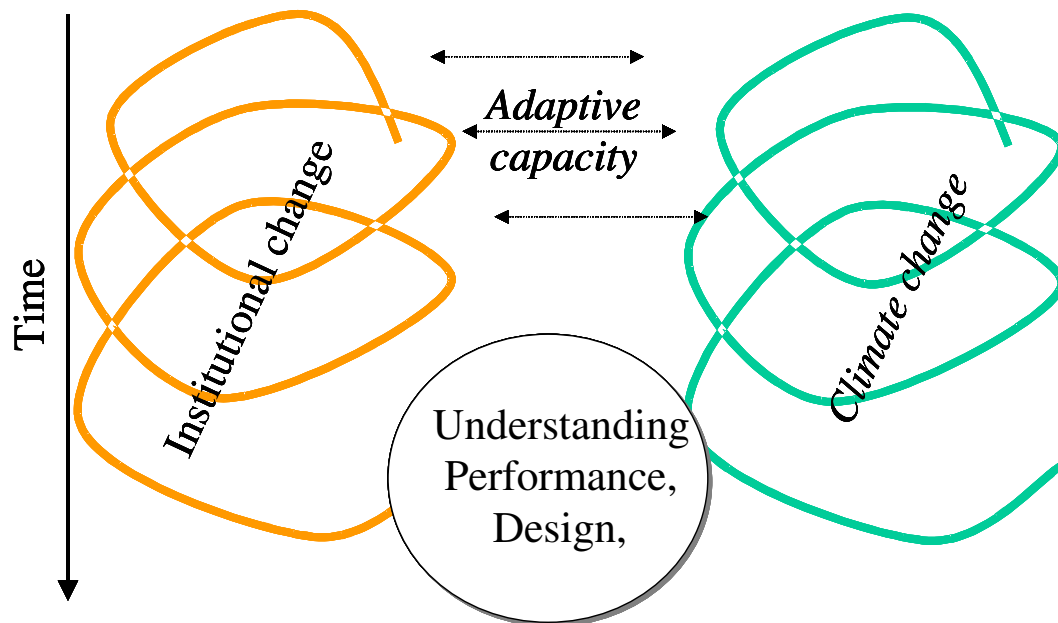 Adaptive
capacity
Time
Institutional change
Climate change
Understanding
Performance,
Design,